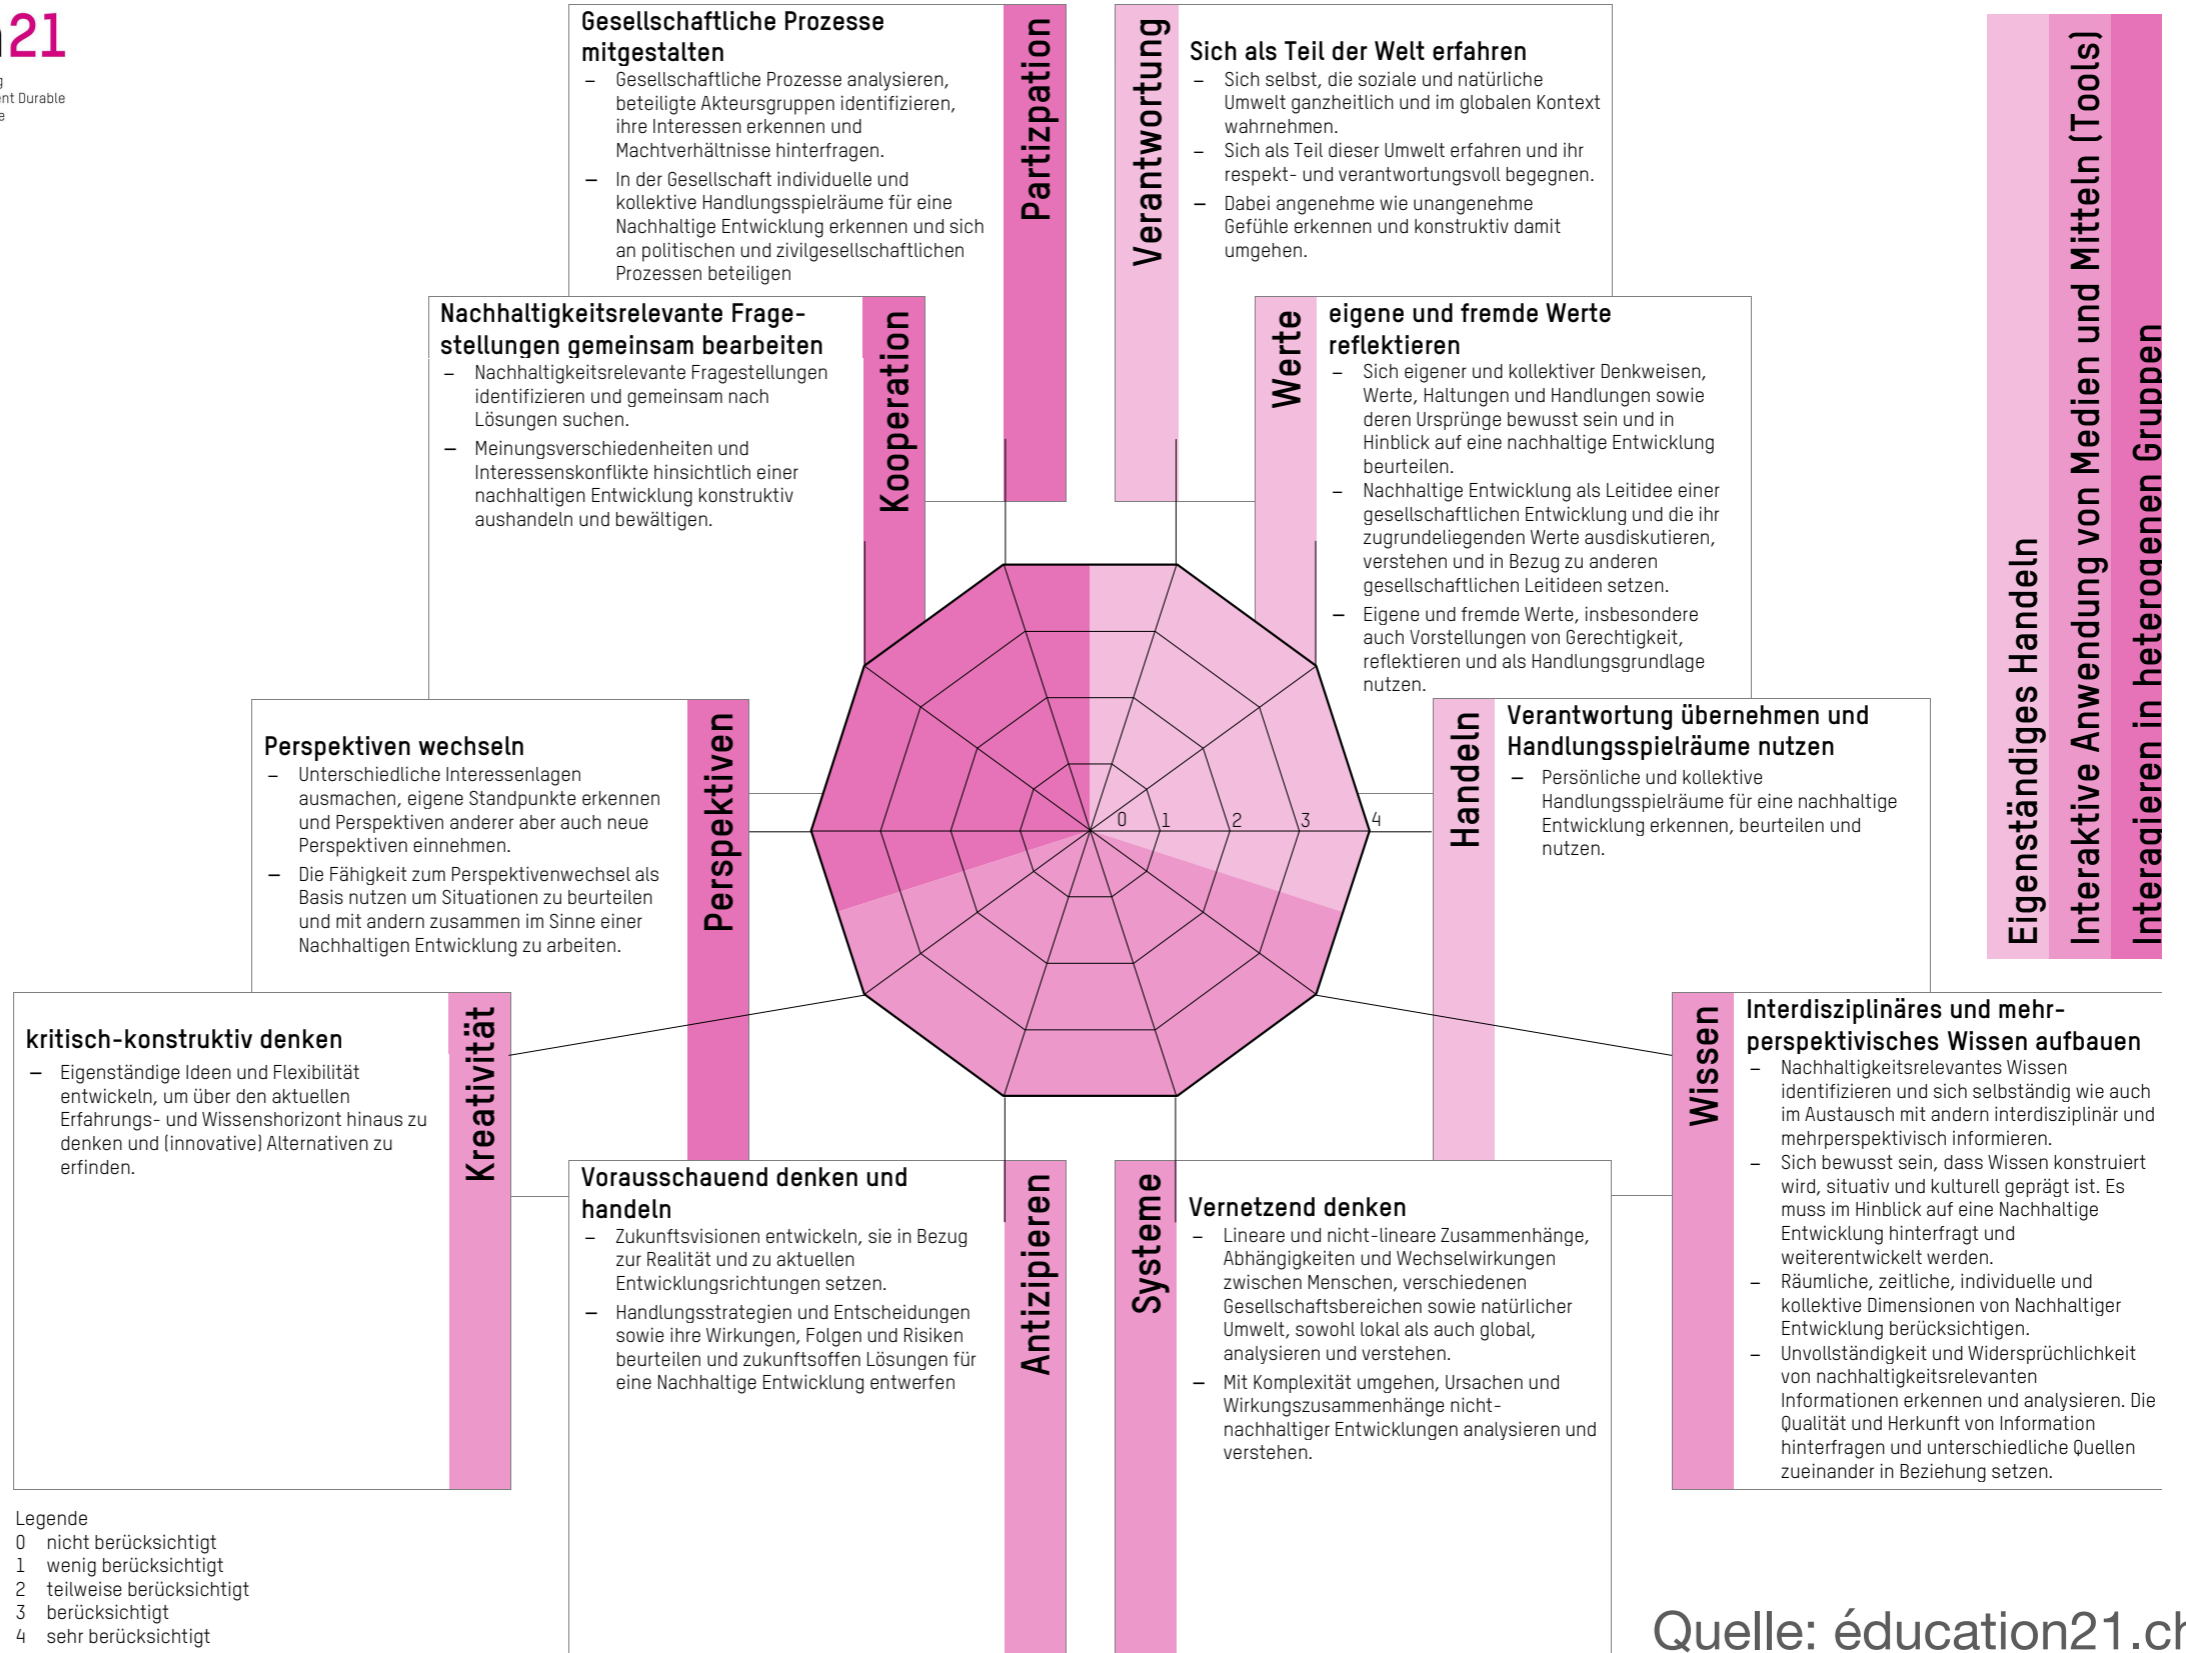 21
Gesellschaftliche Prozesse
mitgestalten
– Gesellschaftliche Prozesse analysieren,
beteiligte Akteursgruppen identifizieren,
ihre Interessen erkennen und
Machtverhältnisse hinterfragen.
– In der Gesellschaft individuelle und
kollektive Handlungsspielräume für eine
Nachhaltige Entwicklung erkennen und sich
an politischen und zivilgesellschaftlichen
Prozessen beteiligen
Partizpation
Verantwortung
Sich als Teil der Welt erfahren
– Sich selbst, die soziale und natürliche
Umwelt ganzheitlich und im globalen Kontext
wahrnehmen.
– Sich als Teil dieser Umwelt erfahren und ihr
respekt- und verantwortungsvoll begegnen.
– Dabei angenehme wie unangenehme
Gefühle erkennen und konstruktiv damit
umgehen.
Nachhaltigkeitsrelevante Frage-
stellungen gemeinsam bearbeiten
– Nachhaltigkeitsrelevante Fragestellungen
identifizieren und gemeinsam nach
Lösungen suchen.
– Meinungsverschiedenheiten und
Interessenskonflikte hinsichtlich einer
nachhaltigen Entwicklung konstruktiv
aushandeln und bewältigen.
Kooperation
Werte
eigene und fremde Werte
reflektieren
– Sich eigener und kollektiver Denkweisen,
Werte, Haltungen und Handlungen sowie
deren Ursprünge bewusst sein und in
Hinblick auf eine nachhaltige Entwicklung
beurteilen.
– Nachhaltige Entwicklung als Leitidee einer
gesellschaftlichen Entwicklung und die ihr
zugrundeliegenden Werte ausdiskutieren,
verstehen und in Bezug zu anderen
gesellschaftlichen Leitideen setzen.
– Eigene und fremde Werte, insbesondere
auch Vorstellungen von Gerechtigkeit,
reflektieren und als Handlungsgrundlage
nutzen.
Eigenständiges Handeln
Interaktive Anwendung von Medien und Mitteln (Tools)
Interagieren in heterogenen Gruppen
Perspektiven wechseln
– Unterschiedliche Interessenlagen
ausmachen, eigene Standpunkte erkennen
und Perspektiven anderer aber auch neue
Perspektiven einnehmen.
– Die Fähigkeit zum Perspektivenwechsel als
Basis nutzen um Situationen zu beurteilen
und mit andern zusammen im Sinne einer
Nachhaltigen Entwicklung zu arbeiten.
Perspektiven
0 1 2 3 4
Handeln
Verantwortung übernehmen und
Handlungsspielräume nutzen
– Persönliche und kollektive
Handlungsspielräume für eine nachhaltige
Entwicklung erkennen, beurteilen und
nutzen.
kritisch-konstruktiv denken
– Eigenständige Ideen und Flexibilität
entwickeln, um über den aktuellen
Erfahrungs- und Wissenshorizont hinaus zu
denken und (innovative) Alternativen zu
erfinden.
Kreativität
Vorausschauend denken und
handeln
– Zukunftsvisionen entwickeln, sie in Bezug
zur Realität und zu aktuellen
Entwicklungsrichtungen setzen.
– Handlungsstrategien und Entscheidungen
sowie ihre Wirkungen, Folgen und Risiken
beurteilen und zukunftsoffen Lösungen für
eine Nachhaltige Entwicklung entwerfen
Antizipieren
Systeme
Vernetzend denken
– Lineare und nicht-lineare Zusammenhänge,
Abhängigkeiten und Wechselwirkungen
zwischen Menschen, verschiedenen
Gesellschaftsbereichen sowie natürlicher
Umwelt, sowohl lokal als auch global,
analysieren und verstehen.
– Mit Komplexität umgehen, Ursachen und
Wirkungszusammenhänge nicht-
nachhaltiger Entwicklungen analysieren und
verstehen.
Wissen
Interdisziplinäres und mehr-
perspektivisches Wissen aufbauen
– Nachhaltigkeitsrelevantes Wissen
identifizieren und sich selbständig wie auch
im Austausch mit andern interdisziplinär und
mehrperspektivisch informieren.
– Sich bewusst sein, dass Wissen konstruiert
wird, situativ und kulturell geprägt ist. Es
muss im Hinblick auf eine Nachhaltige
Entwicklung hinterfragt und
weiterentwickelt werden.
– Räumliche, zeitliche, individuelle und
kollektive Dimensionen von Nachhaltiger
Entwicklung berücksichtigen.
– Unvollständigkeit und Widersprüchlichkeit
von nachhaltigkeitsrelevanten
Informationen erkennen und analysieren. Die
Qualität und Herkunft von Information
hinterfragen und unterschiedliche Quellen
zueinander in Beziehung setzen.
Legende
0 nicht berücksichtigt
1 wenig berücksichtigt
2 teilweise berücksichtigt
3 berücksichtigt
4 sehr berücksichtigt
Quelle: éducation21.ch